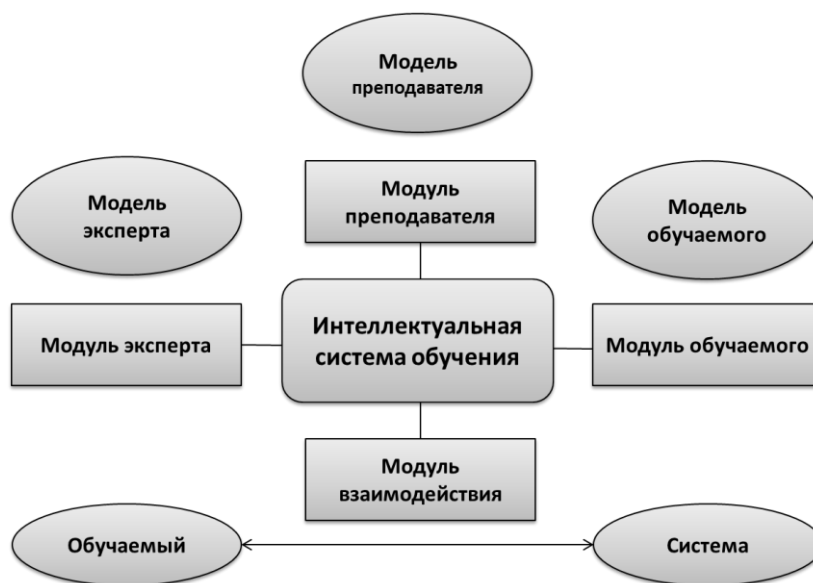 Модель
преподавателя
Модель
эксперта
Модуль
преподавателя
Модель
обучаемого
Модуль эксперта
Интеллектуальная
система обучения
Модуль обучаемого
Модуль
взаимодействия
Обучаемый
Система